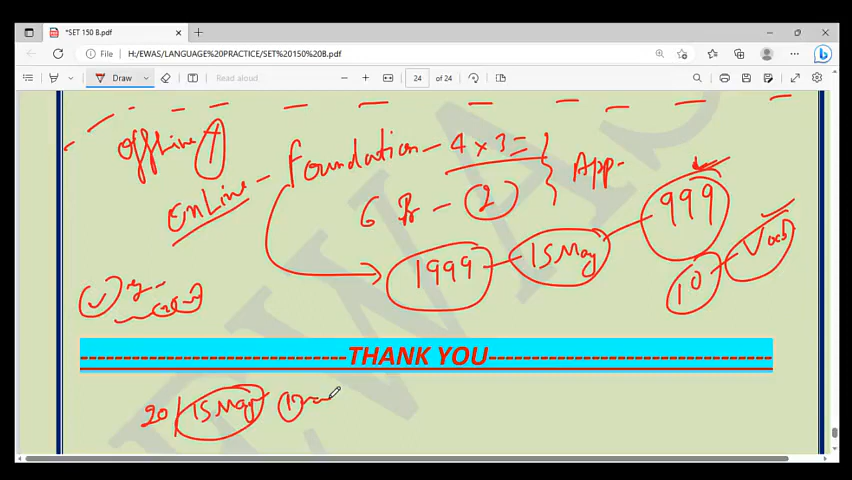 *SET 150 B.pdf
File H:/EWAS/LANGUAGE%20PRACTICE/SET%20150%20B.pdf
Draw Read aloud 24 of 24
OffLine
OnLine - Foundation - 4 x 3 =
App-
6 - 2
1999 - 15 May - 999
10 - Vocab
--------------------------------THANK YOU----------------------------------
20 / 15 May